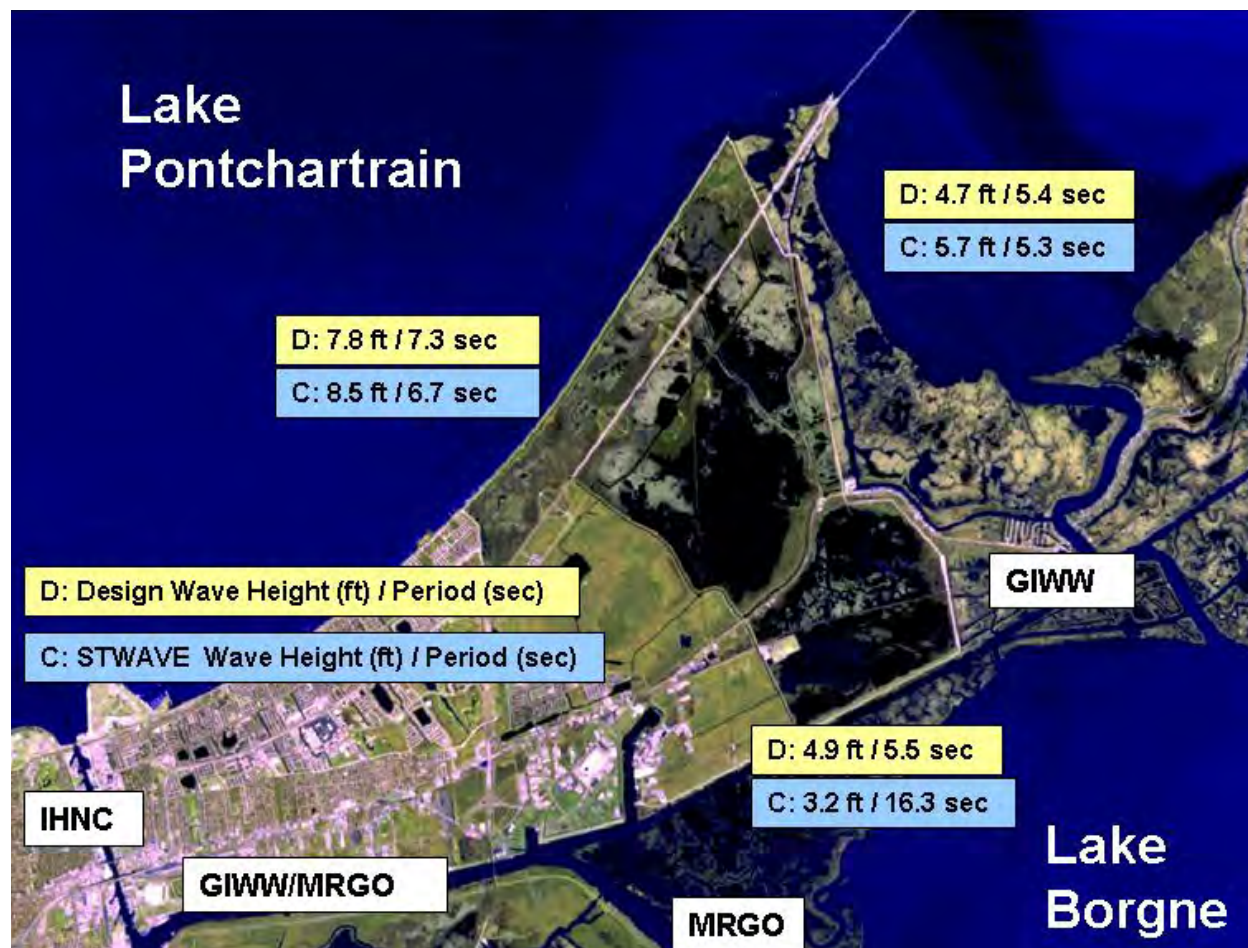 Lake
Pontchartrain
D: 4.7 ft / 5.4 sec
C: 5.7 ft / 5.3 sec
D: 7.8 ft / 7.3 sec
C: 8.5 ft / 6.7 sec
GIWW
D: Design Wave Height (ft) / Period (sec)
C: STWAVE Wave Height (ft) / Period (sec)
D: 4.9 ft / 5.5 sec
C: 3.2 ft / 16.3 sec
IHNC
GIWW/MRGO
MRGO
Lake
Borgne